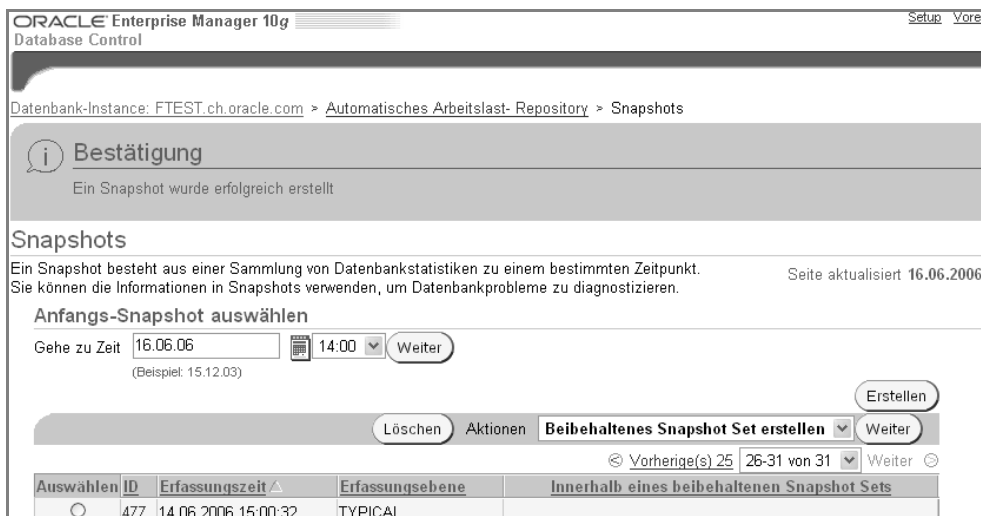 ORACLE Enterprise Manager 10g
Database Control
Setup Vore
Datenbank-Instance: FTEST.ch.oracle.com > Automatisches Arbeitslast- Repository > Snapshots
i Bestätigung
Ein Snapshot wurde erfolgreich erstellt
Snapshots
Ein Snapshot besteht aus einer Sammlung von Datenbankstatistiken zu einem bestimmten Zeitpunkt.
Sie können die Informationen in Snapshots verwenden, um Datenbankprobleme zu diagnostizieren.
Seite aktualisiert 16.06.2006
Anfangs-Snapshot auswählen
Gehe zu Zeit 16.06.06 14:00 Weiter
(Beispiel: 15.12.03)
Erstellen
Löschen Aktionen Beibehaltenes Snapshot Set erstellen Weiter
Vorherige(s) 25 26-31 von 31 Weiter
Auswählen ID Erfassungszeit Erfassungsebene Innerhalb eines beibehaltenen Snapshot Sets
477 14.06.2006 15:00:32 TYPICAL